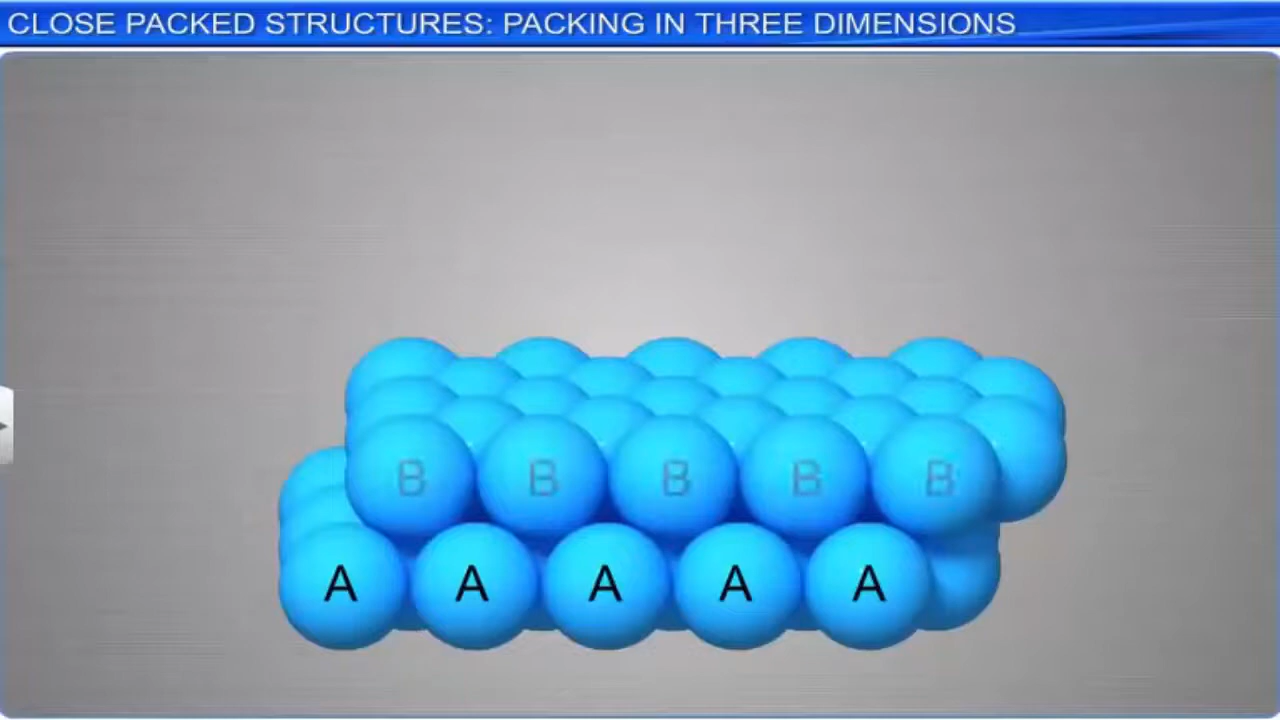 CLOSE PACKED STRUCTURES: PACKING IN THREE DIMENSIONS
B B B B B
A A A A A